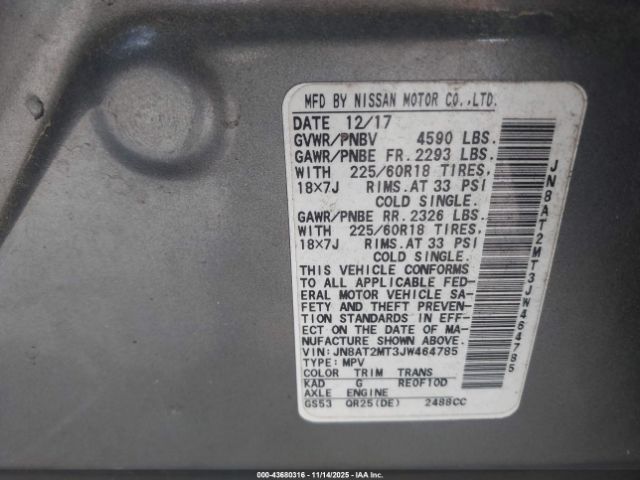 MFD BY NISSAN MOTOR CO.,LTD.
DATE 12/17
GVWR/PNBV 4590 LBS.
GAWR/PNBE FR. 2293 LBS.
WITH 225/60R18 TIRES,
18×7J RIMS.AT 33 PSI
COLD SINGLE.
GAWR/PNBE RR. 2326 LBS.
WITH 225/60R18 TIRES,
18×7J RIMS.AT 33 PSI
COLD SINGLE.
THIS VEHICLE CONFORMS
TO ALL APPLICABLE FED-
ERAL MOTOR VEHICLE SA-
FETY AND THEFT PREVEN-
TION STANDARDS IN EFF-
ECT ON THE DATE OF MA-
NUFACTURE SHOWN ABOVE.
VIN: JN8AT2MT3JW464785
TYPE: MPV
COLOR TRIM TRANS
KAD G RE0F10D
AXLE ENGINE
GS53 QR25(DE) 2488CC
JN8AT2MT3JW464785
000-43680316 - 11/14/2025 - IAAI.COM